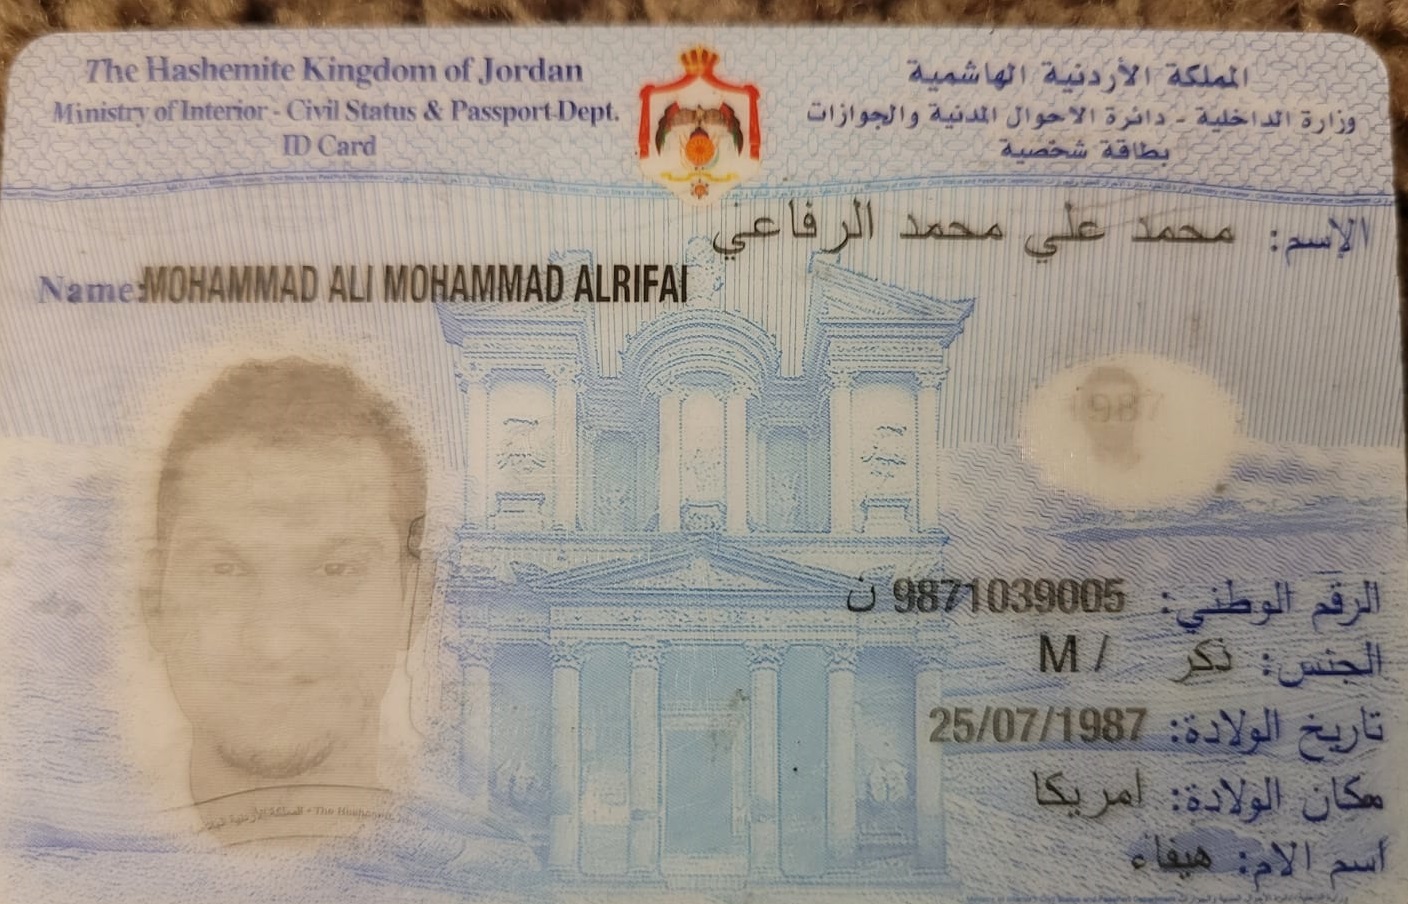 The Hashemite Kingdom of Jordan
Ministry of Interior - Civil Status & Passport Dept.
ID Card
المملكة الأردنية الهاشمية
وزارة الداخلية - دائرة الاحوال المدنية والجوازات
بطاقة شخصية
الإسم: محمد علي محمد الرفاعي
Name: MOHAMMAD ALI MOHAMMAD ALRIFAI
1987
الرقم الوطني: 9871039005 ن
الجنس: ذكر / M
تاريخ الولادة: 25/07/1987
مكان الولادة: امريكا
اسم الام: هيفاء